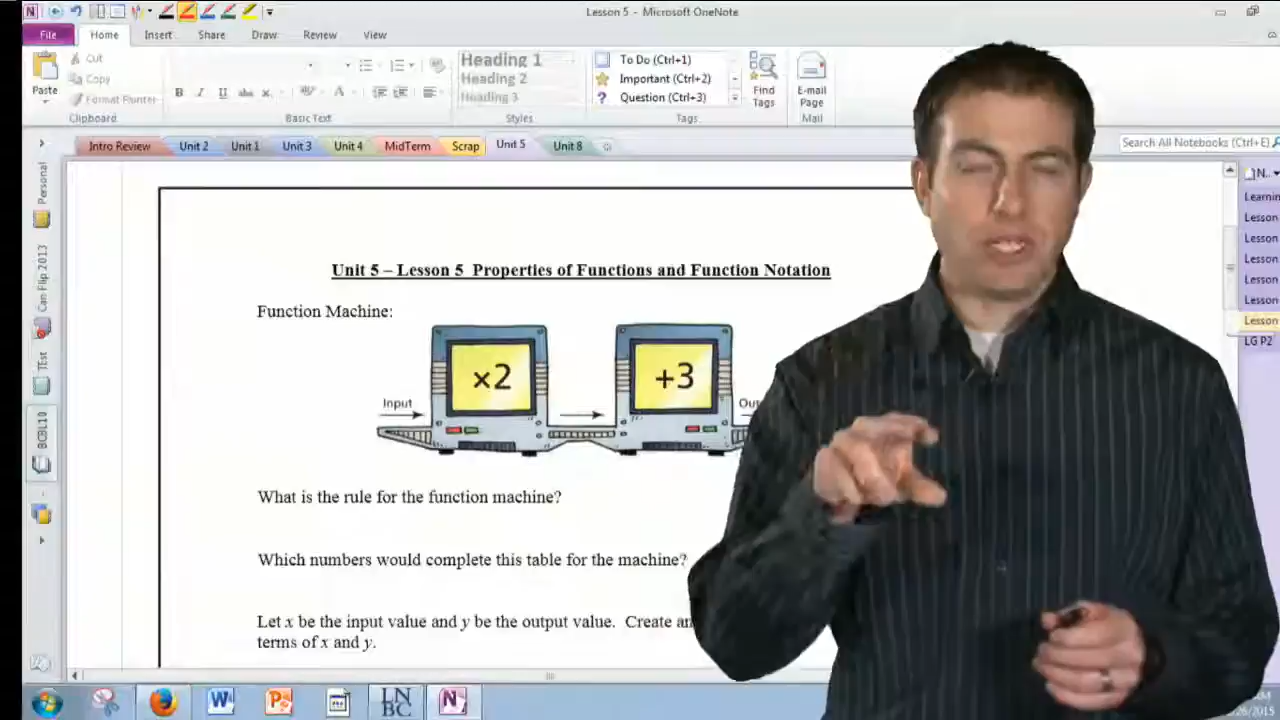 Lesson 5 - Microsoft OneNote
File Home Insert Share Draw Review View
Paste
Cut
Copy
Format Painter
Clipboard
B I U abc
Basic Text
Heading 1
Heading 2
Heading 3
Styles
To Do (Ctrl+1)
Important (Ctrl+2)
Question (Ctrl+3)
Tags
Find
Tags
E-mail
Page
Mail
Intro Review Unit 2 Unit 1 Unit 3 Unit 4 MidTerm Scrap Unit 5 Unit 8
Search All Notebooks (Ctrl+E)
Personal
Can Flip 2013
TEst
BCBL10
N..
Learnin
Lesson
Lesson
Lesson
Lesson
Lesson
Lesson
LG P2
Unit 5 – Lesson 5 Properties of Functions and Function Notation
Function Machine:
Input
×2
+3
Out
What is the rule for the function machine?
Which numbers would complete this table for the machine?
Let x be the input value and y be the output value. Create an
terms of x and y.
LN
BC